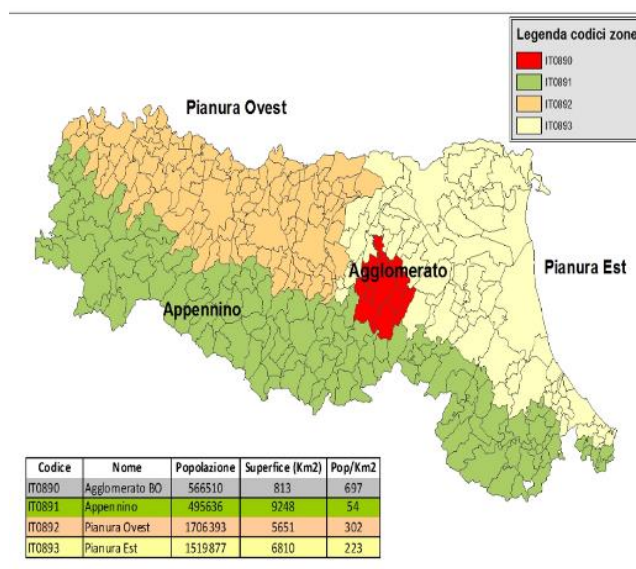 Legenda codici zone
IT0890
IT0891
IT0892
IT0893
Pianura Ovest
Agglomerato
Pianura Est
Appennino
Codice Nome Popolazione Superfice (Km2) Pop/Km2
IT0890 Agglomerato BO 566510 813 697
IT0891 Appennino 495636 9248 54
IT0892 Pianura Ovest 1706393 5651 302
IT0893 Pianura Est 1519877 6810 223